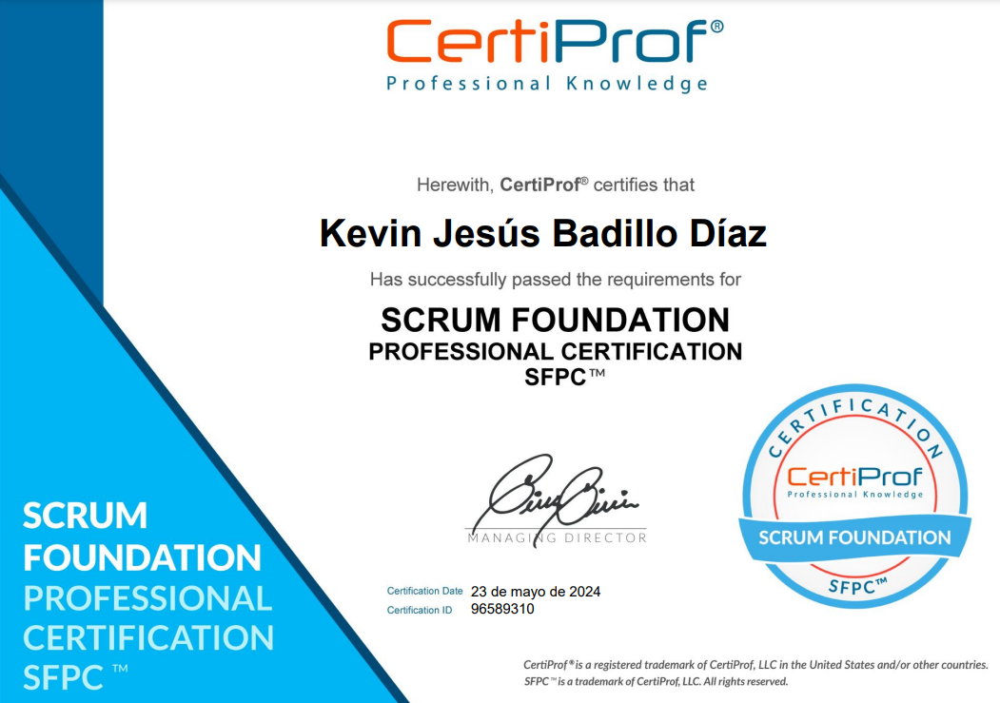 CertiProf®
Professional Knowledge
Herewith, CertiProf® certifies that
Kevin Jesús Badillo Díaz
Has successfully passed the requirements for
SCRUM FOUNDATION
PROFESSIONAL CERTIFICATION
SFPC™
MANAGING DIRECTOR
Certification Date 23 de mayo de 2024
Certification ID 96589310
CERTIFICATION
CertiProf
Professional Knowledge
SCRUM FOUNDATION
SFPC™
SCRUM
FOUNDATION
PROFESSIONAL
CERTIFICATION
SFPC ™
CertiProf® is a registered trademark of CertiProf, LLC in the United States and/or other countries.
SFPC™ is a trademark of CertiProf, LLC. All rights reserved.